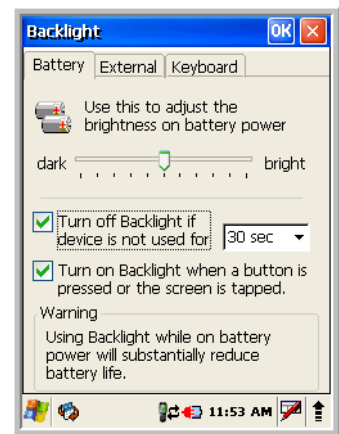 Backlight OK
Battery External Keyboard
Use this to adjust the
brightness on battery power
dark bright
Turn off Backlight if
device is not used for 30 sec
Turn on Backlight when a button is
pressed or the screen is tapped.
Warning
Using Backlight while on battery
power will substantially reduce
battery life.
11:53 AM